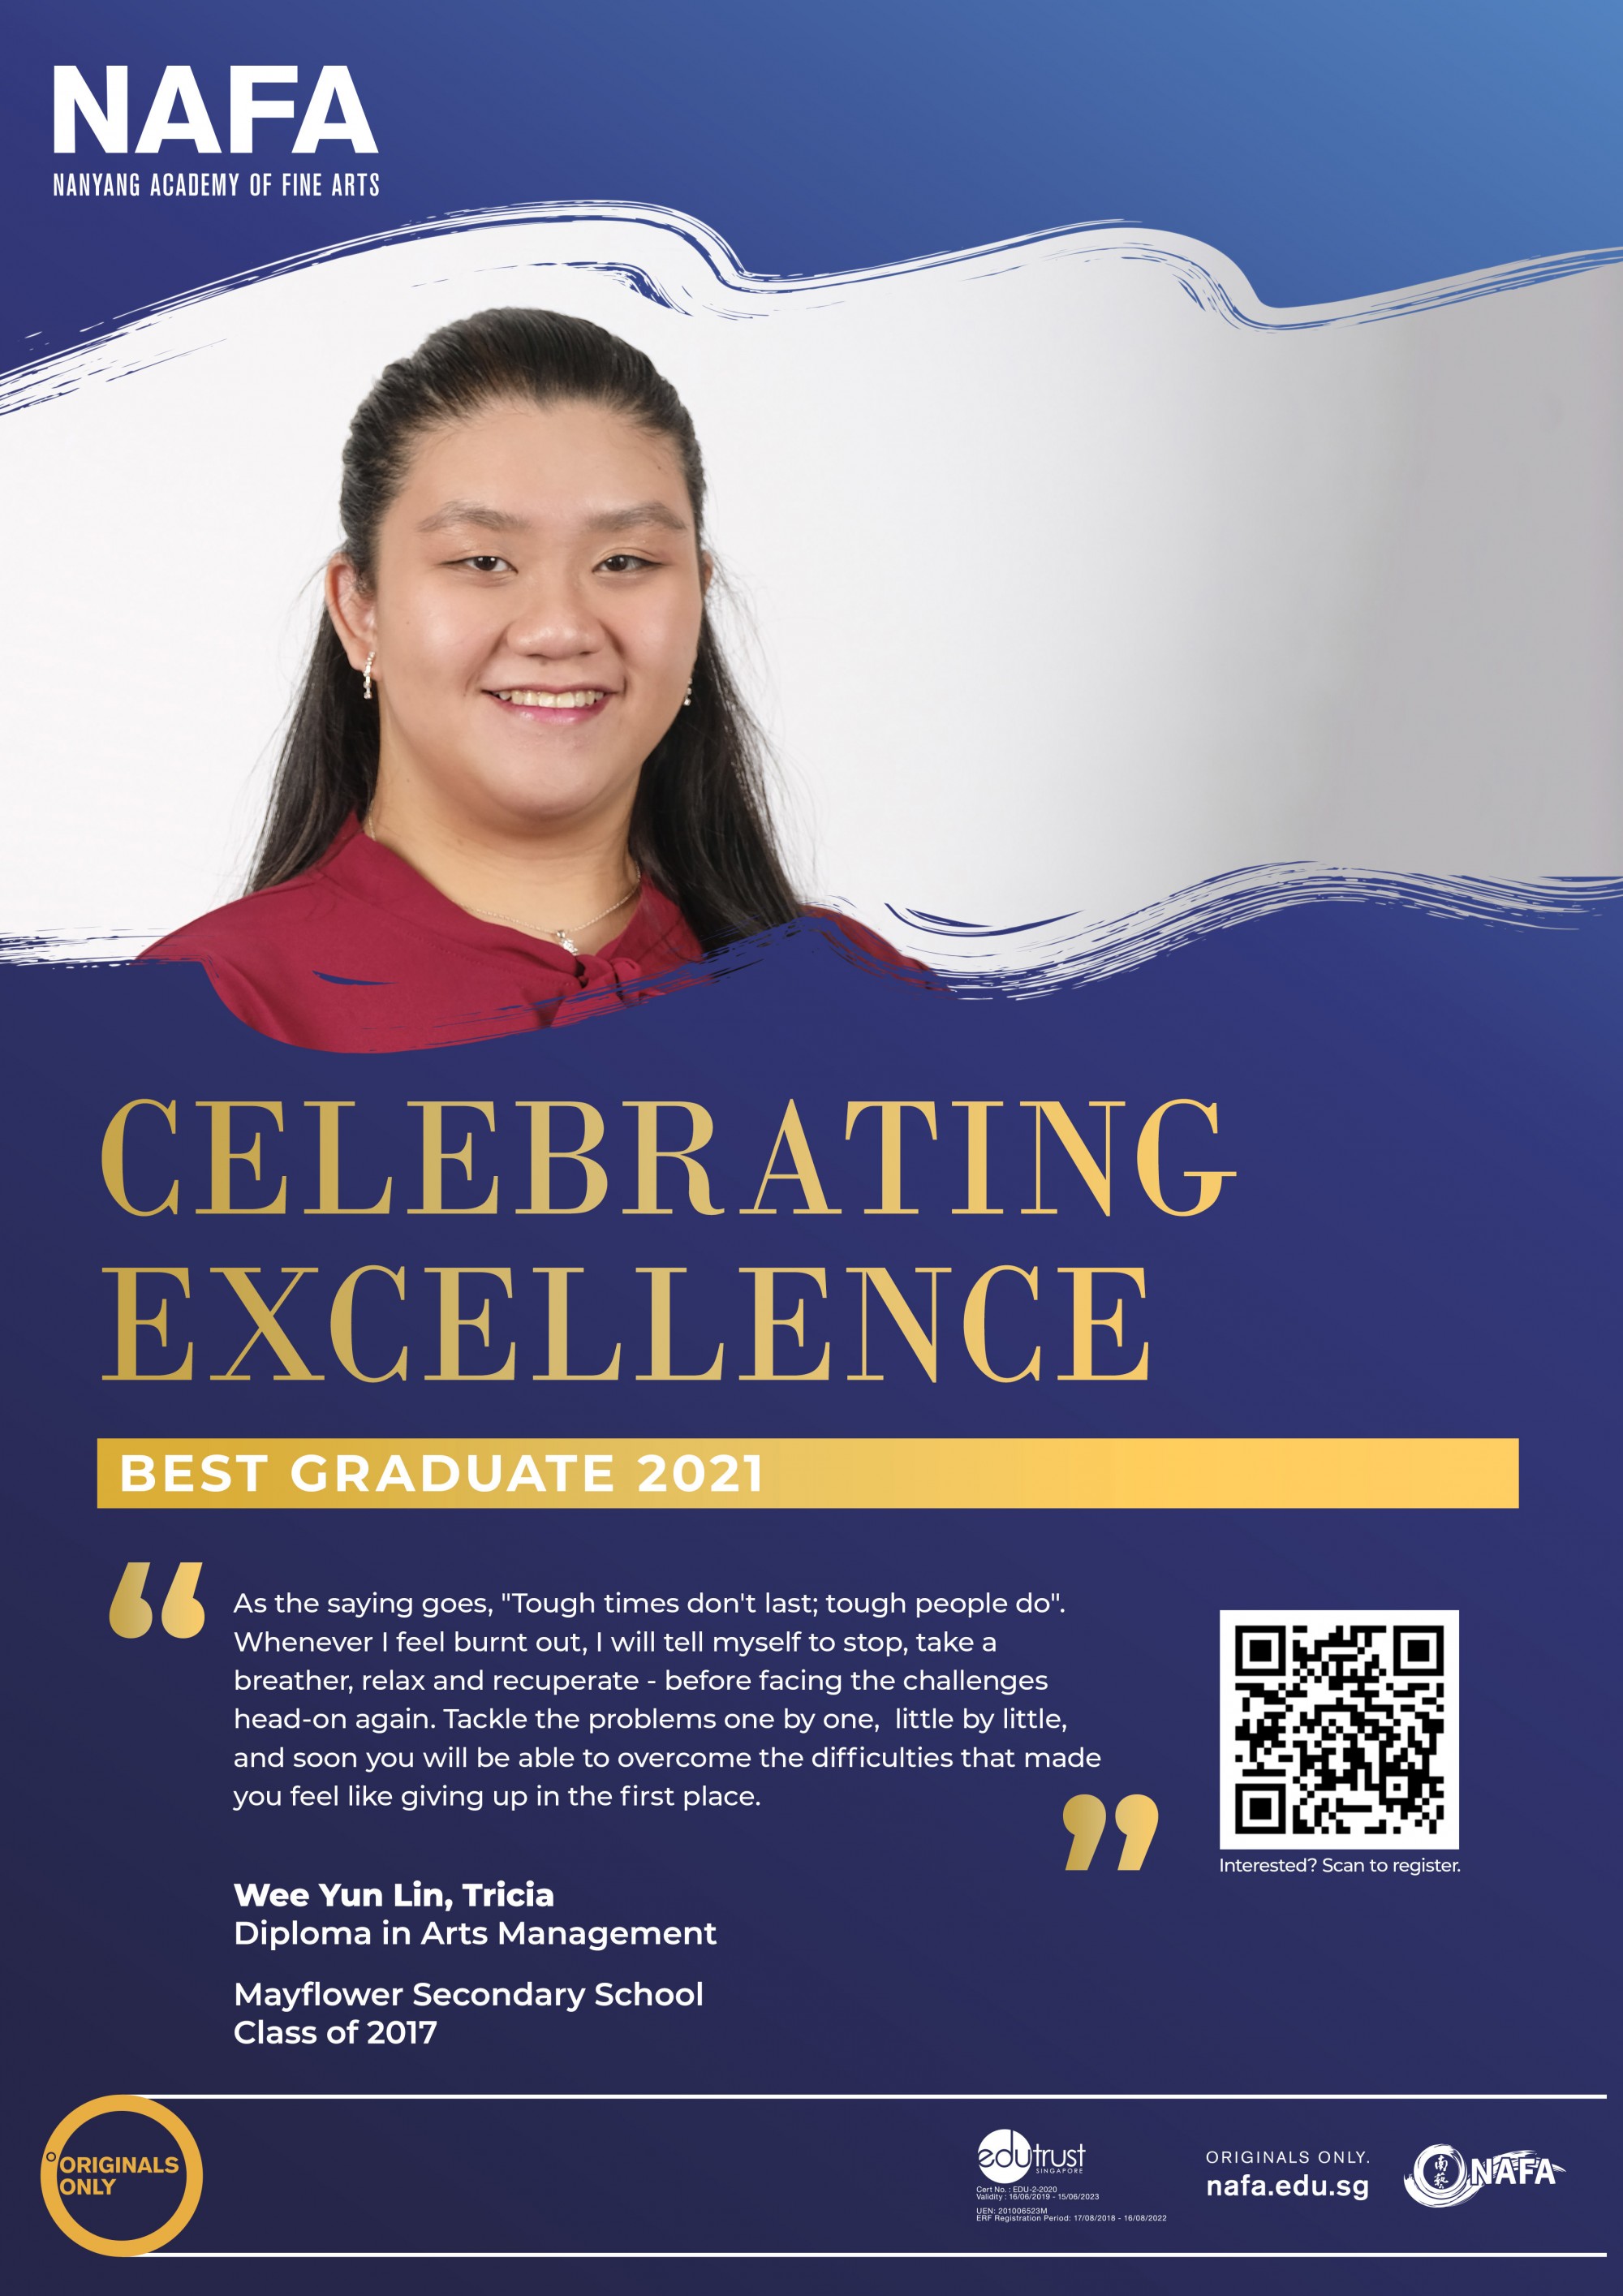 NAFA
NANYANG ACADEMY OF FINE ARTS
CELEBRATING
EXCELLENCE
BEST GRADUATE 2021
“
As the saying goes, "Tough times don't last; tough people do".
Whenever I feel burnt out, I will tell myself to stop, take a
breather, relax and recuperate - before facing the challenges
head-on again. Tackle the problems one by one,  little by little,
and soon you will be able to overcome the difficulties that made
you feel like giving up in the first place.
”
Interested? Scan to register.
Wee Yun Lin, Tricia
Diploma in Arts Management
Mayflower Secondary School
Class of 2017
ORIGINALS
ONLY
edutrust
SINGAPORE
Cert No. : EDU-2-2020
Validity : 16/06/2019 - 15/06/2023
UEN: 201006523M
ERF Registration Period: 17/08/2018 - 16/08/2022
ORIGINALS ONLY.
nafa.edu.sg
南藝
NAFA